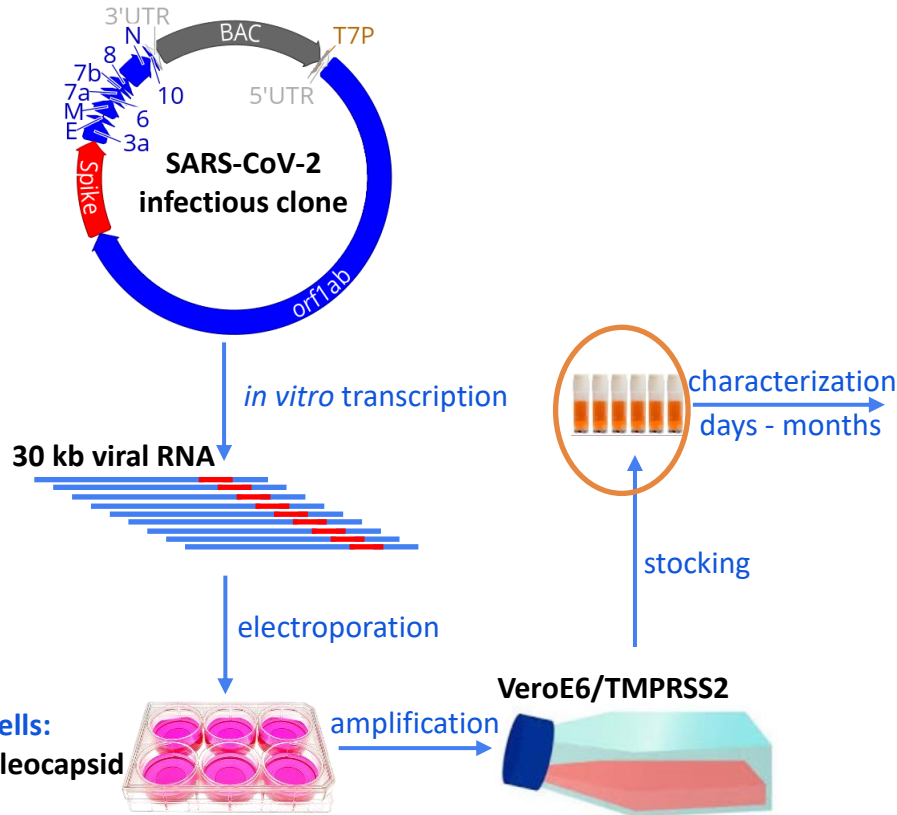 3'UTR
BAC
T7P
N
8
7b
7a
M
E
10
6
3a
5'UTR
SARS-CoV-2
infectious clone
Spike
orf1ab
in vitro transcription
characterization
days - months
30 kb viral RNA
stocking
electroporation
VeroE6/TMPRSS2
ells:
leocapsid
amplification